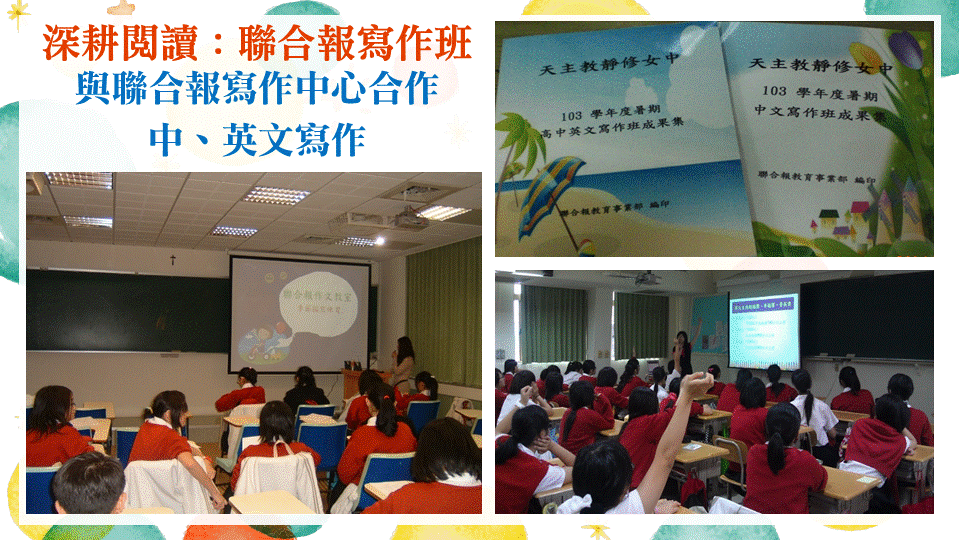 深耕閱讀：聯合報寫作班
與聯合報寫作中心合作
中、英文寫作
天主教靜修女中
103 學年度暑期
高中英文寫作班成果集
聯合報教育事業部 編印
天主教靜修女中
103 學年度暑期
中文寫作班成果集
聯合報教育事業部 編印
聯合報作文教室